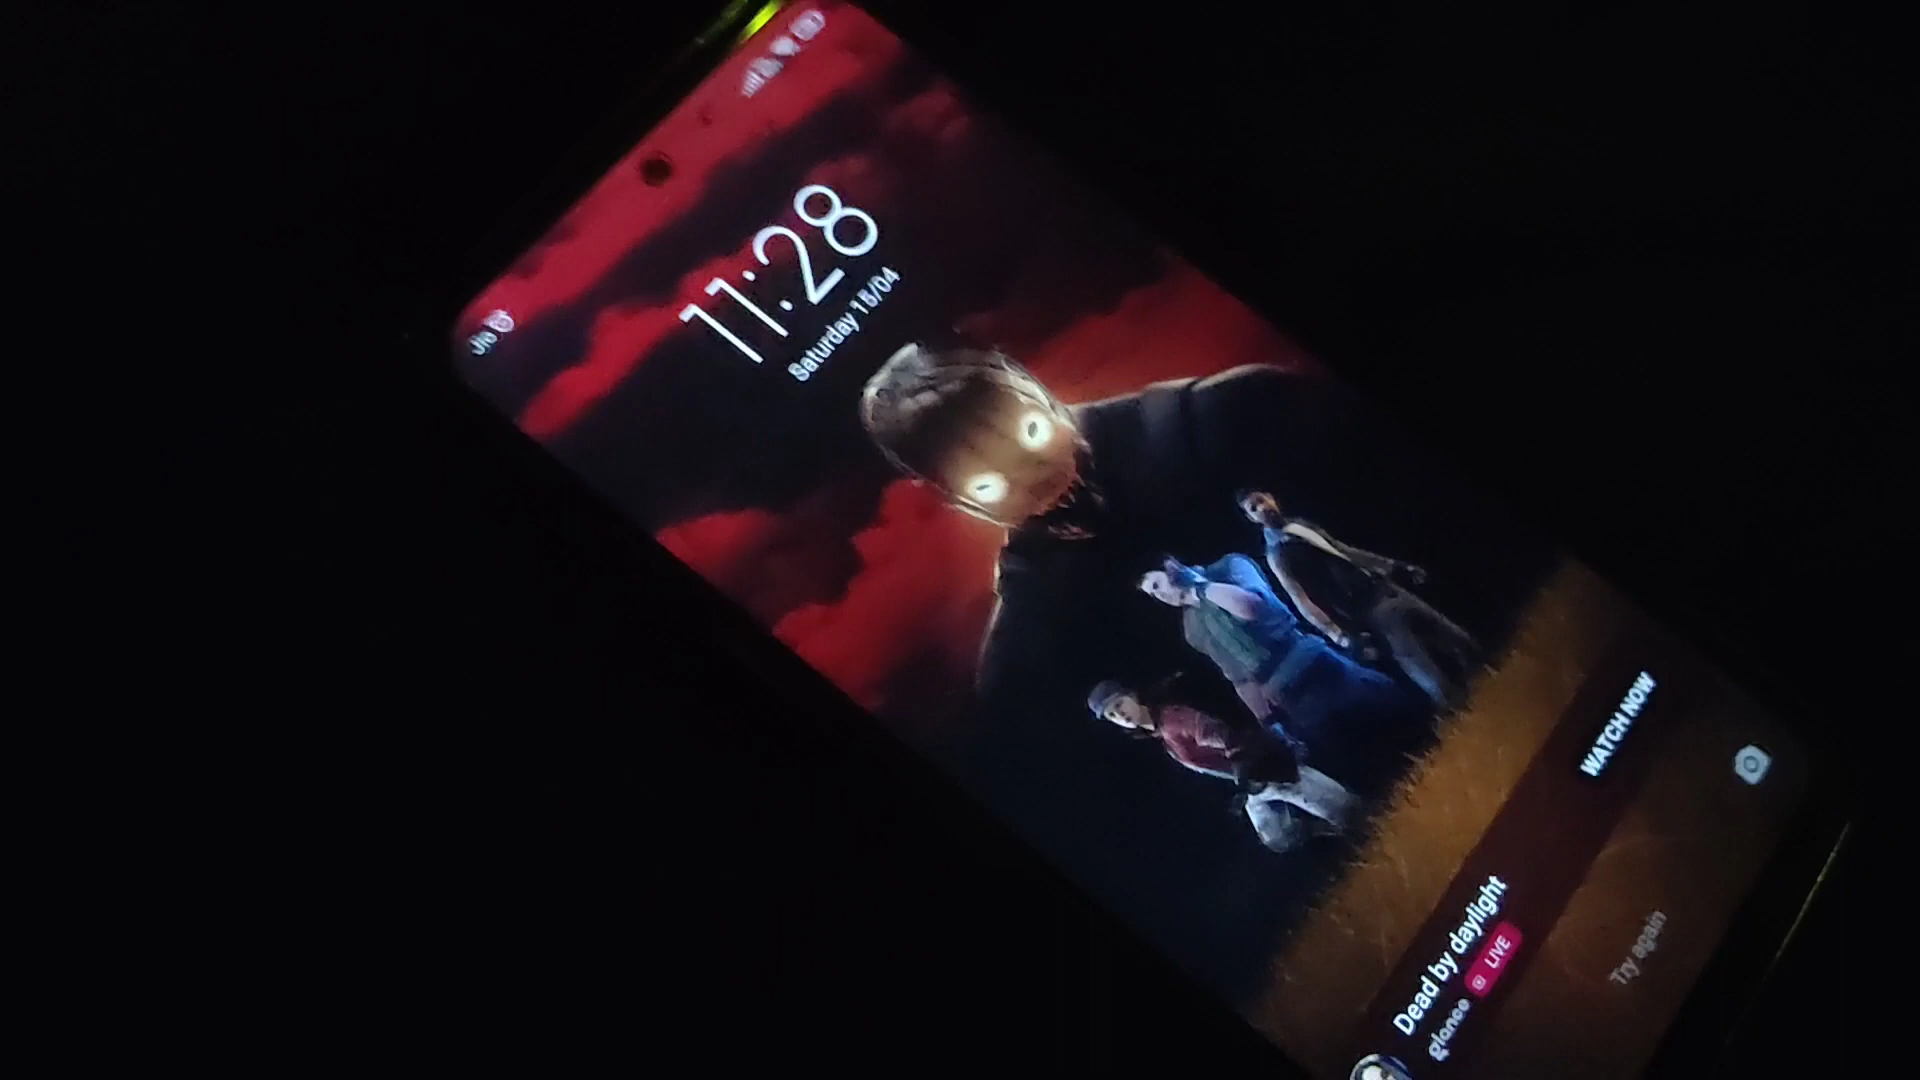 Jio
11:28
Saturday 15/04
WATCH NOW
Dead by daylight
glance LIVE
Try again